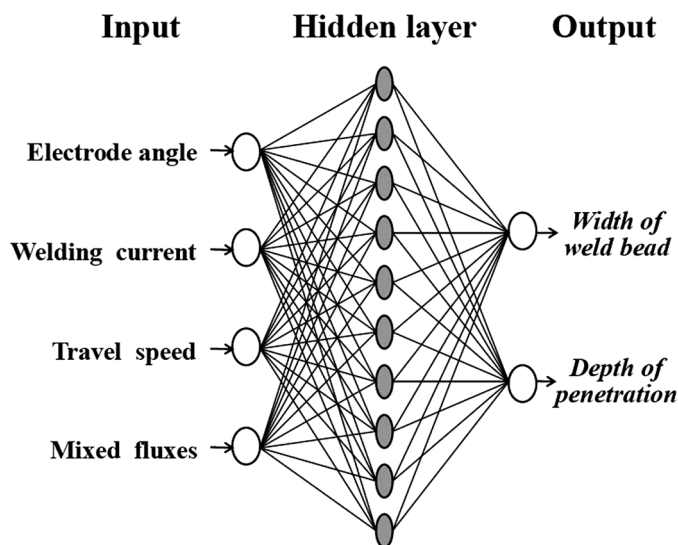 Input Hidden layer Output
Electrode angle
Welding current
Travel speed
Mixed fluxes
Width of
weld bead
Depth of
penetration